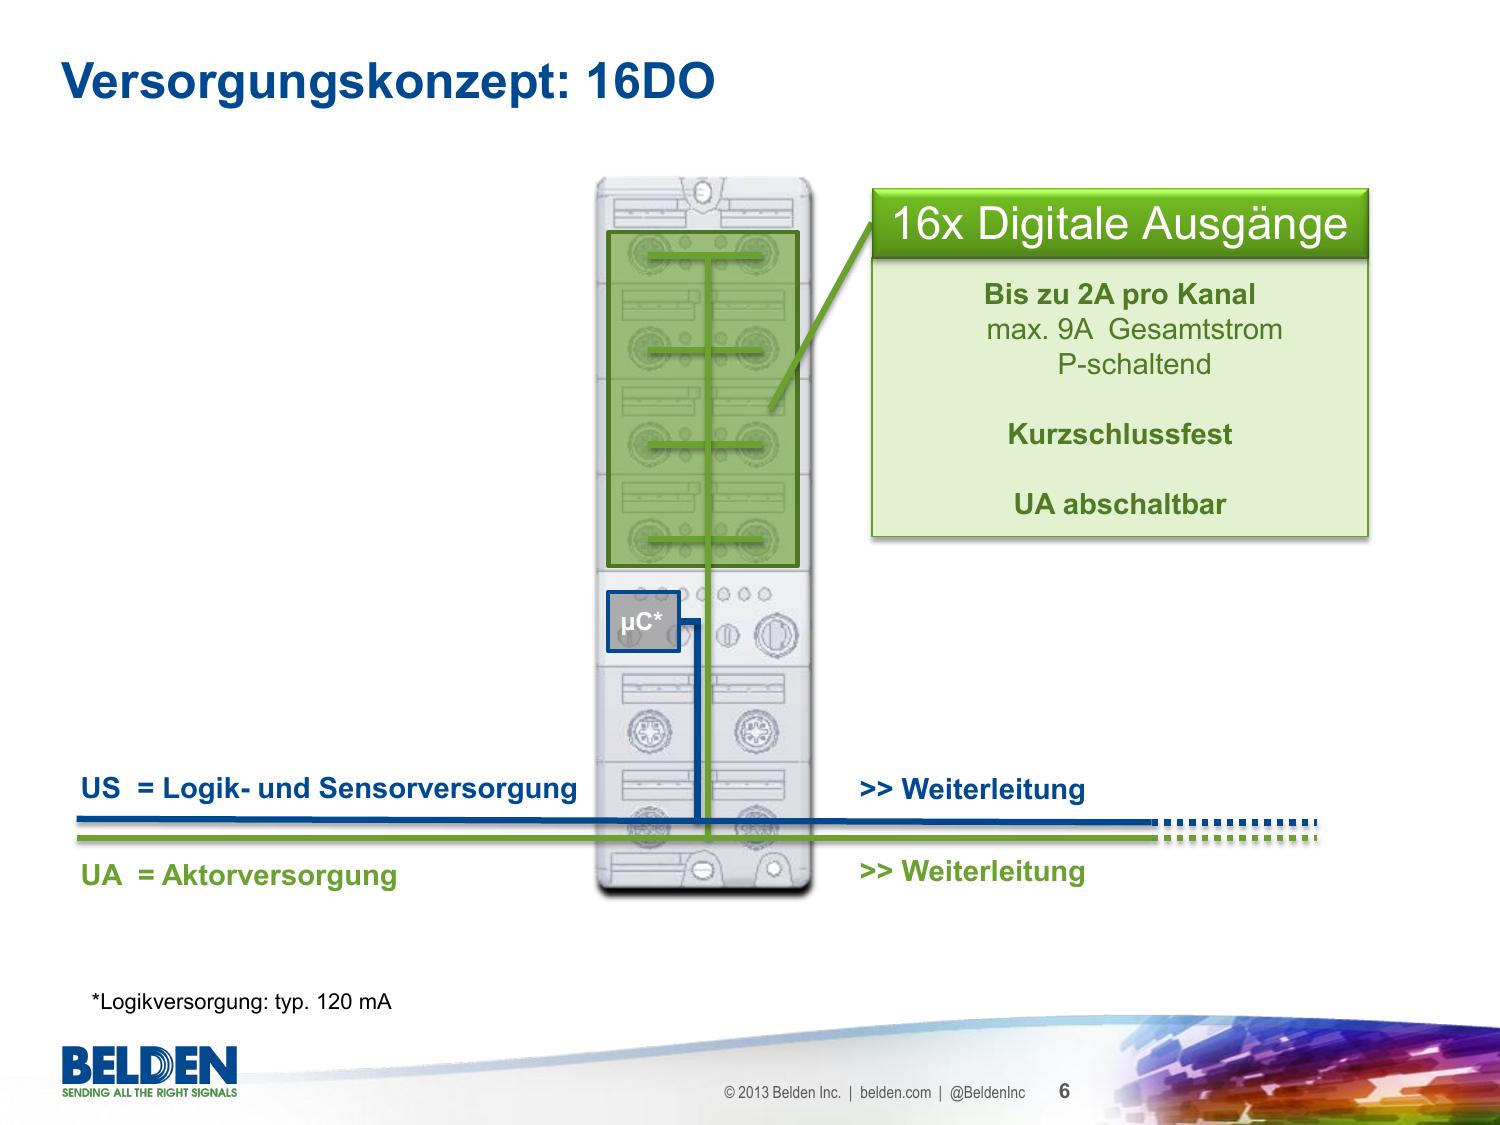 Versorgungskonzept: 16DO
16x Digitale Ausgänge
Bis zu 2A pro Kanal
max. 9A Gesamtstrom
P-schaltend
Kurzschlussfest
UA abschaltbar
µC*
US = Logik- und Sensorversorgung
>> Weiterleitung
UA = Aktorversorgung
>> Weiterleitung
*Logikversorgung: typ. 120 mA
BELDEN
SENDING ALL THE RIGHT SIGNALS
© 2013 Belden Inc. | belden.com | @BeldenInc
6